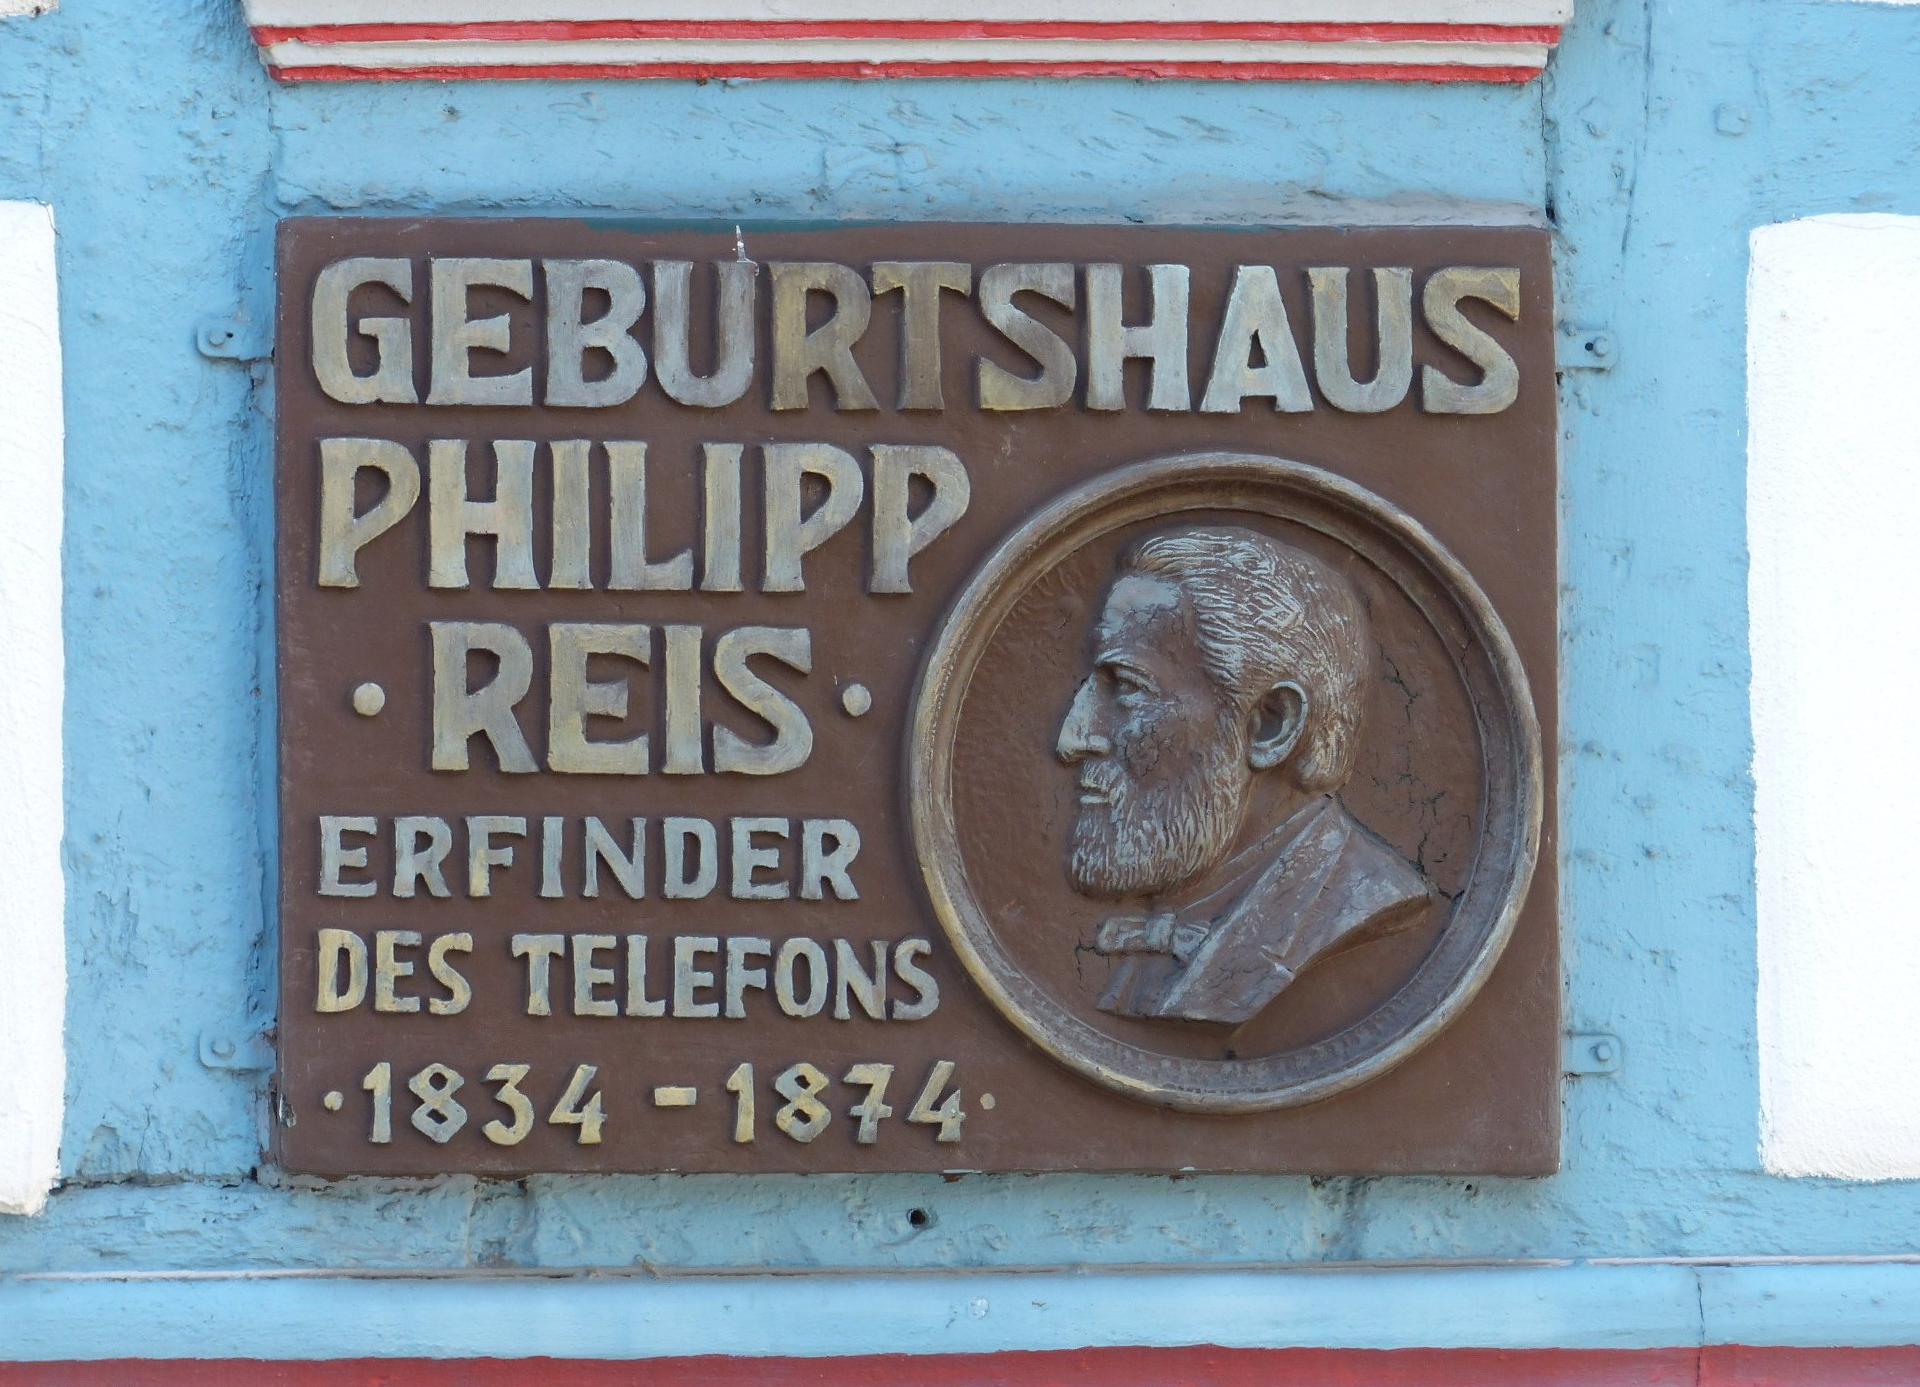 GEBURTSHAUS
PHILIPP
· REIS ·
ERFINDER
DES TELEFONS
· 1834 - 1874 ·